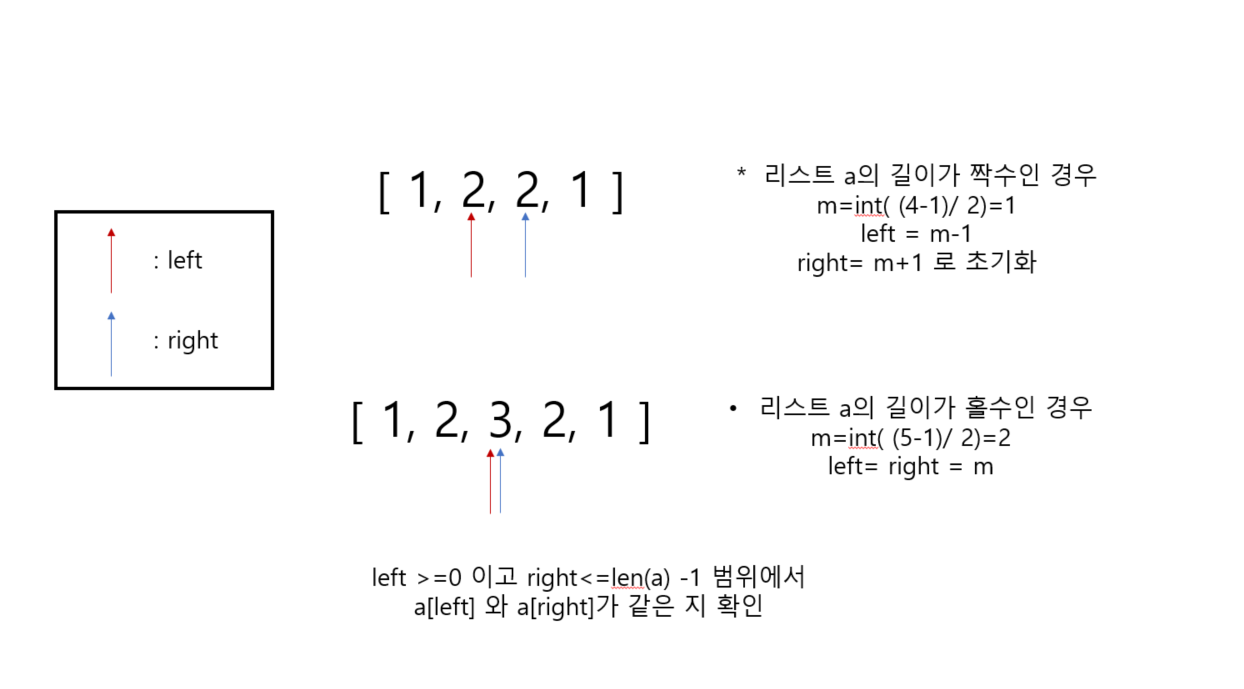 [ 1, 2, 2, 1 ]
* 리스트 a의 길이가 짝수인 경우
m=int( (4-1)/ 2)=1
left = m-1
right= m+1 로 초기화
: left
: right
[ 1, 2, 3, 2, 1 ]
• 리스트 a의 길이가 홀수인 경우
m=int( (5-1)/ 2)=2
left= right = m
left >=0 이고 right<=len(a) -1 범위에서
a[left] 와 a[right]가 같은 지 확인